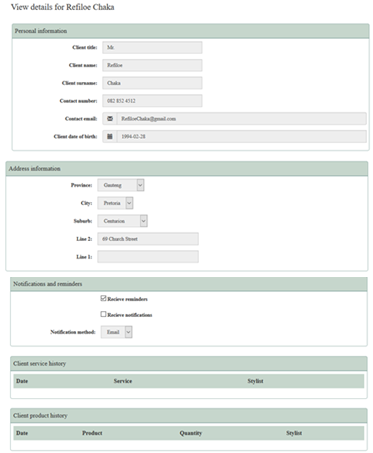 View details for Refiloe Chaka
Personal information
Client title: Mr
Client name: Refiloe
Client surname: Chaka
Contact number: 082 852 4512
Contact email: RefiloeChaka@gmail.com
Client date of birth: 1994-02-28
Address information
Province: Gauteng
City: Pretoria
Suburb: Centurion
Line 2: 69 Church Street
Line 1:
Notifications and reminders
Recieve reminders
Recieve notifications
Notification method: Email
Client service history
Date Service Stylist
Client product history
Date Product Quantity Stylist